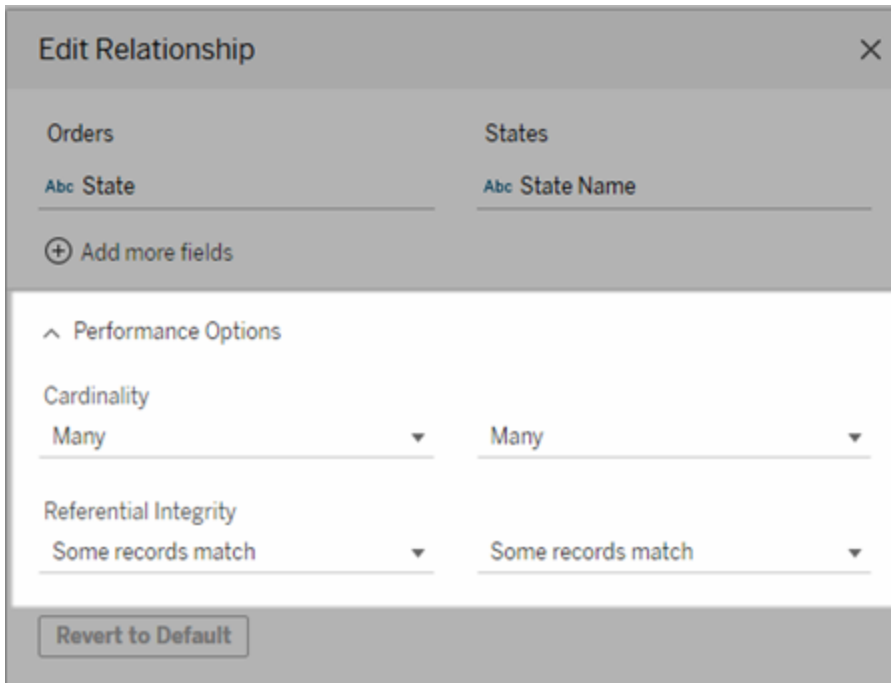 Edit Relationship
Orders States
Abc State Abc State Name
Add more fields
Performance Options
Cardinality
Many Many
Referential Integrity
Some records match Some records match
Revert to Default